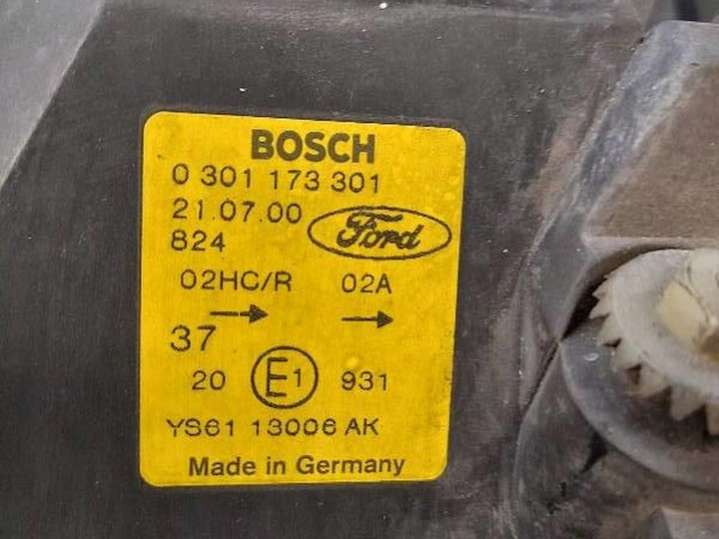 BOSCH
0 301 173 301
21.07.00
Ford
824
02HC/R 02A
37
20 E1 931
YS61 13006 AK
Made in Germany